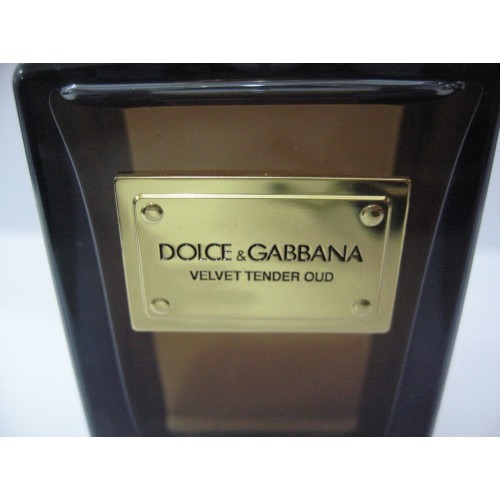 DOLCE & GABBANA
VELVET TENDER OUD